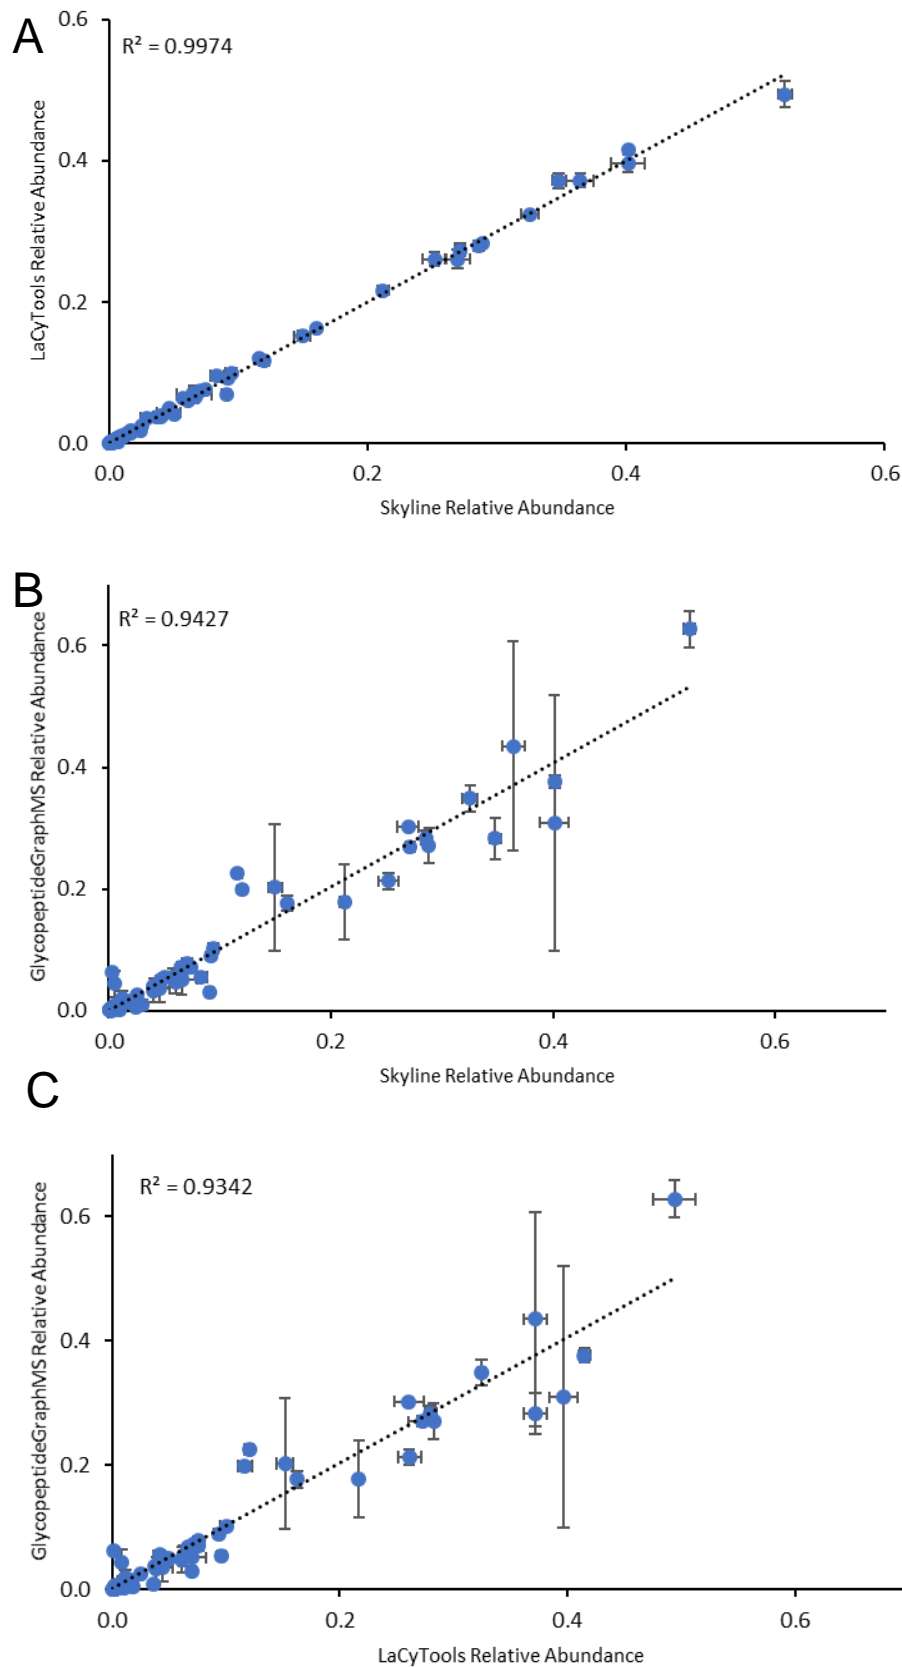 A
0.6
R² = 0.9974
LaCyTools Relative Abundance
0.4
0.2
0.0
0.0 0.2 0.4 0.6
Skyline Relative Abundance
B
R² = 0.9427
GlycopeptideGraphMS Relative Abundance
0.6
0.4
0.2
0.0
0.0 0.2 0.4 0.6
Skyline Relative Abundance
C
R² = 0.9342
GlycopeptideGraphMS Relative Abundance
0.6
0.4
0.2
0.0
0.0 0.2 0.4 0.6
LaCyTools Relative Abundance